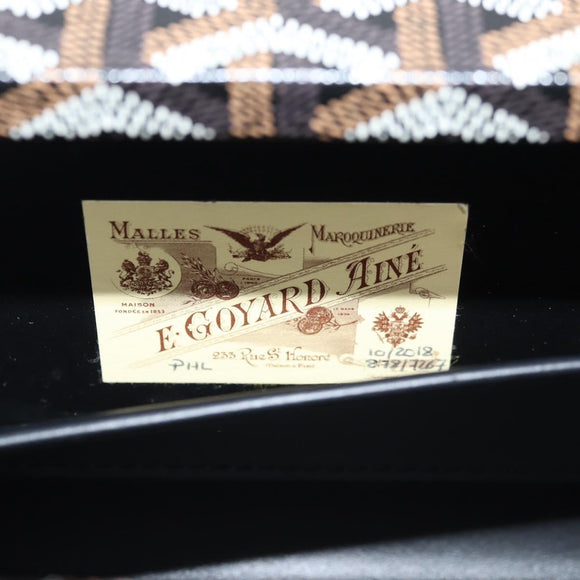 MALLES MAROQUINERIE
MAISON
FONDÉE EN 1853
E. GOYARD AINÉ
233 Rue St Honoré
PHL
10/2018